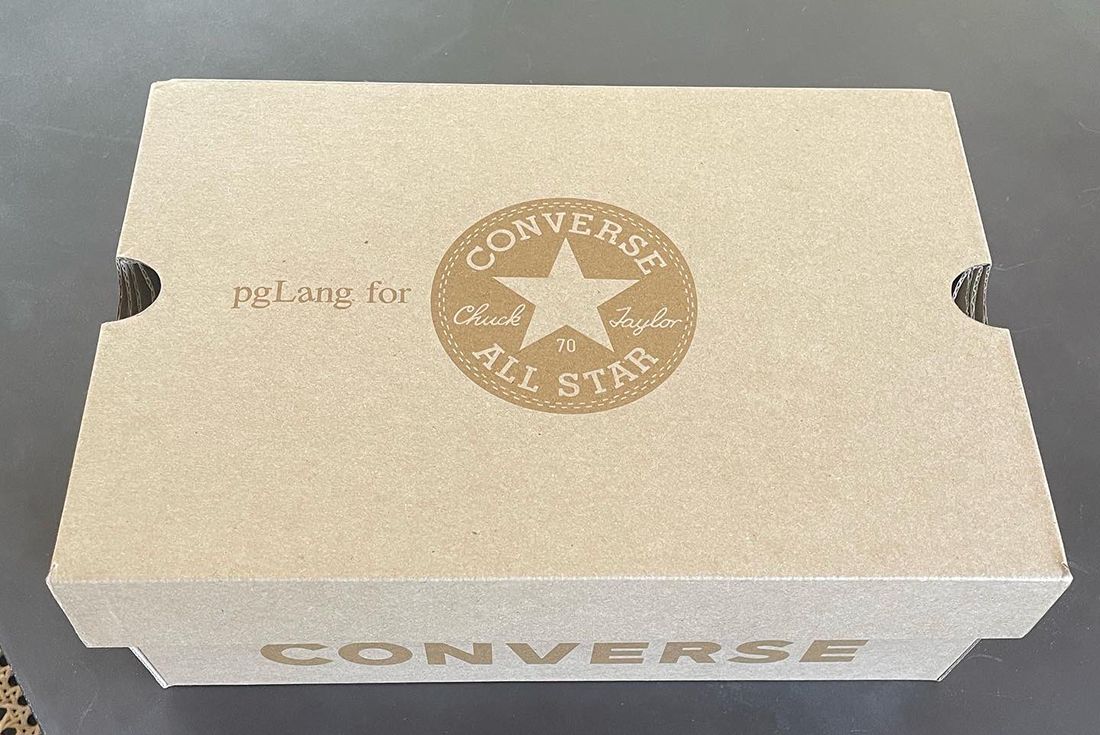 pgLang for
CONVERSE
Chuck Taylor
70
ALL STAR
CONVERSE